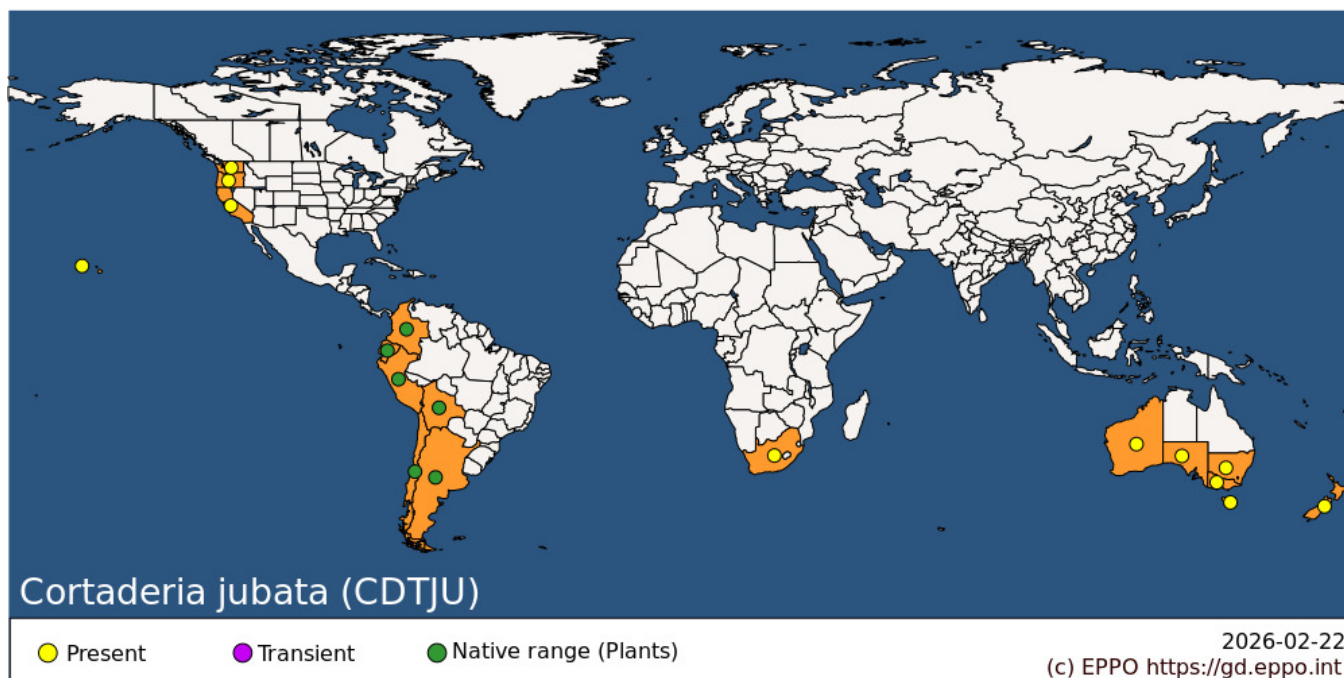 Cortaderia jubata (CDTJU)
Present
Transient
Native range (Plants)
2026-02-22
(c) EPPO https://gd.eppo.int